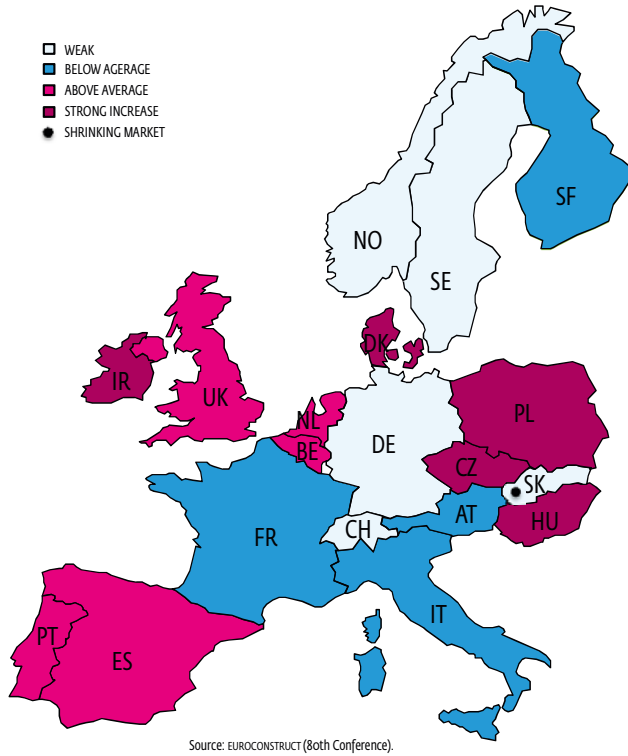 WEAK
BELOW AGERAGE
ABOVE AVERAGE
STRONG INCREASE
SHRINKING MARKET
SF
NO
SE
DK
IR
UK
NL
PL
BE
DE
CZ
SK
AT
HU
CH
FR
IT
PT
ES
Source: EUROCONSTRUCT (80th Conference).